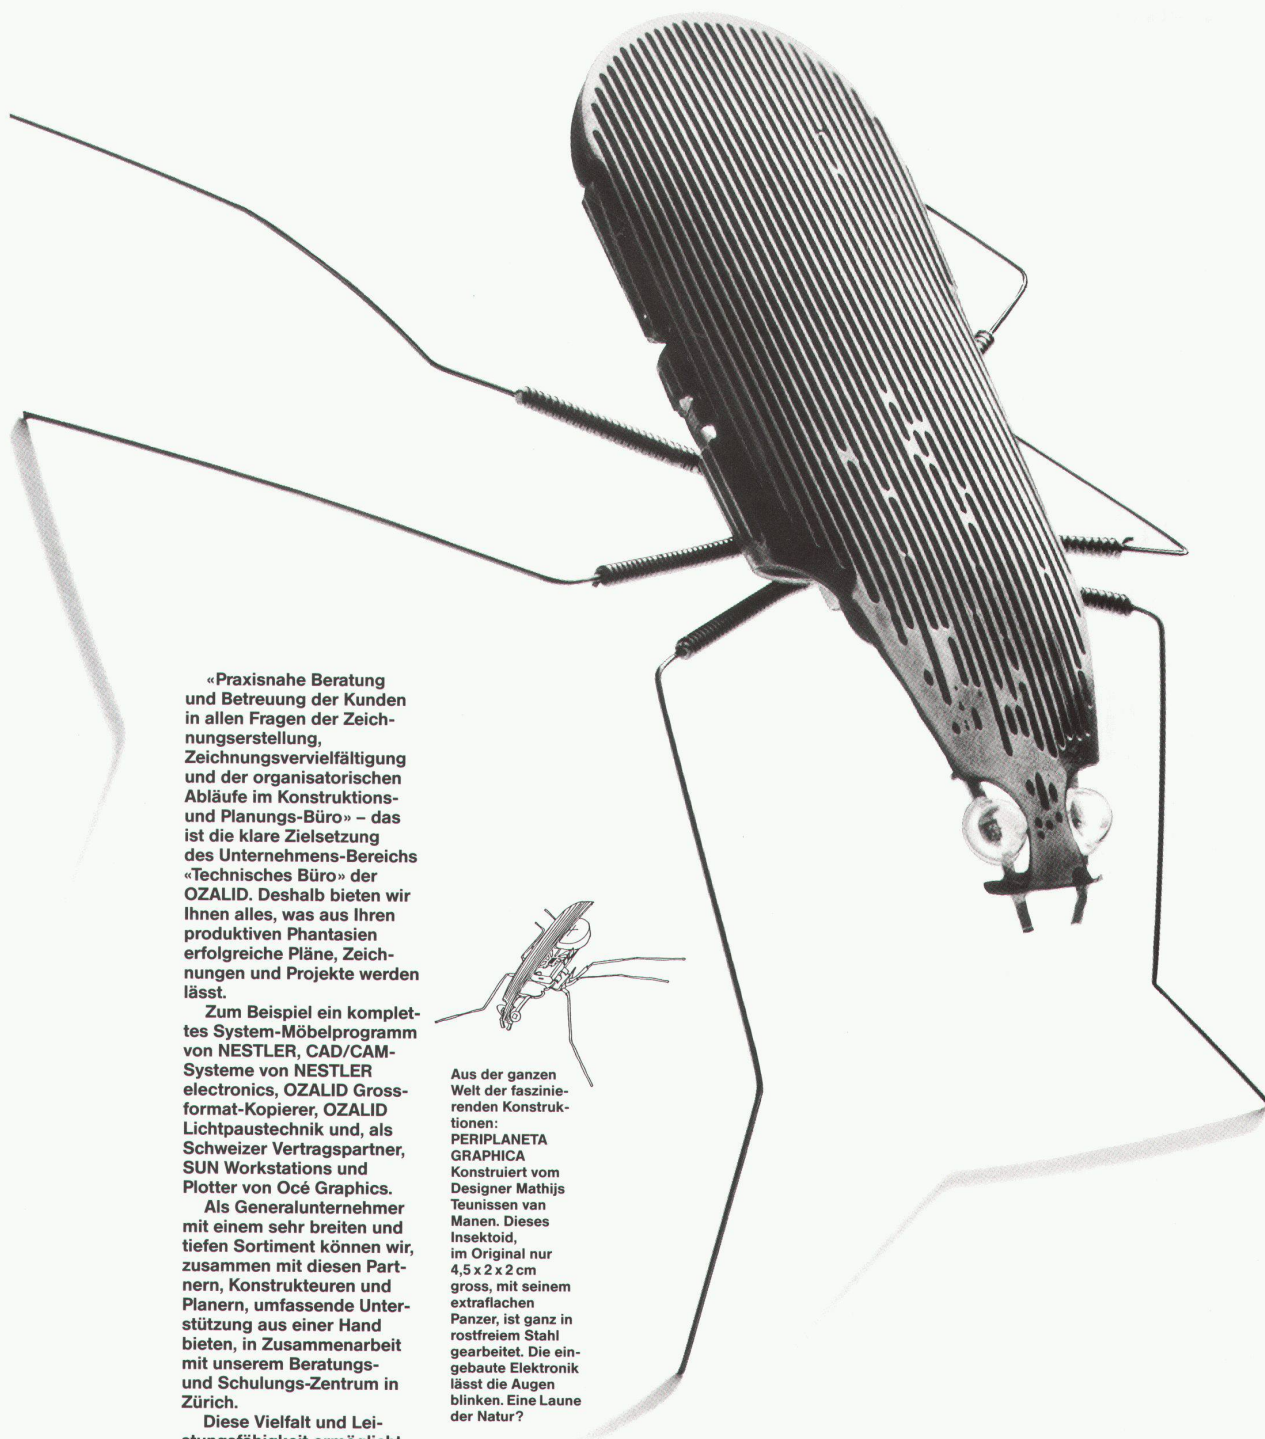 «Praxisnahe Beratung
und Betreuung der Kunden
in allen Fragen der Zeich-
nungserstellung,
Zeichnungsvervielfältigung
und der organisatorischen
Abläufe im Konstruktions-
und Planungs-Büro» – das
ist die klare Zielsetzung
des Unternehmens-Bereichs
«Technisches Büro» der
OZALID. Deshalb bieten wir
Ihnen alles, was aus Ihren
produktiven Phantasien
erfolgreiche Pläne, Zeich-
nungen und Projekte werden
lässt.
Zum Beispiel ein komplet-
tes System-Möbelprogramm
von NESTLER, CAD/CAM-
Systeme von NESTLER
electronics, OZALID Gross-
format-Kopierer, OZALID
Lichtpaustechnik und, als
Schweizer Vertragspartner,
SUN Workstations und
Plotter von Océ Graphics.
Als Generalunternehmer
mit einem sehr breiten und
tiefen Sortiment können wir,
zusammen mit diesen Part-
nern, Konstrukteuren und
Planern, umfassende Unter-
stützung aus einer Hand
bieten, in Zusammenarbeit
mit unserem Beratungs-
und Schulungs-Zentrum in
Zürich.
Diese Vielfalt und Lei-
stungsfähigkeit ermöglicht
Aus der ganzen
Welt der faszinie-
renden Konstruk-
tionen:
PERIPLANETA
GRAPHICA
Konstruiert vom
Designer Mathijs
Teunissen van
Manen. Dieses
Insektoid,
im Original nur
4,5 x 2 x 2 cm
gross, mit seinem
extraflachen
Panzer, ist ganz in
rostfreiem Stahl
gearbeitet. Die ein-
gebaute Elektronik
lässt die Augen
blinken. Eine Laune
der Natur?